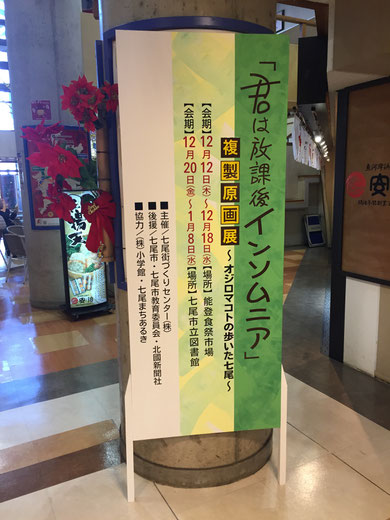 「君は放課後インソムニア」
複製原画展
～オジロマコトの歩いた七尾～
【会期】12月12日㊍～12月18日㊌【場所】能登食祭市場
【会期】12月20日㊎～1月8日㊌【場所】七尾市立図書館
■主催／七尾街づくりセンター㈱
■後援／七尾市・七尾市教育委員会・北國新聞社
■協力／㈱小学館・七尾まちあるき